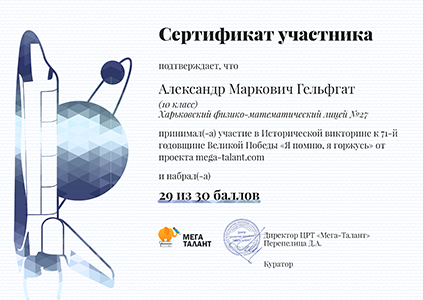 Сертификат участника
подтверждает, что
Александр Маркович Гельфгат
(10 класс)
Харьковский физико-математический лицей №27
принимал(-а) участие в Исторической викторине к 71-й
годовщине Великой Победы «Я помню, я горжусь» от
проекта mega-talant.com
и набрал(-а)
29 из 30 баллов
МЕГА
ТАЛАНТ
Директор ЦРТ «Мега-Талант»
Перепелица Д.А.
Куратор